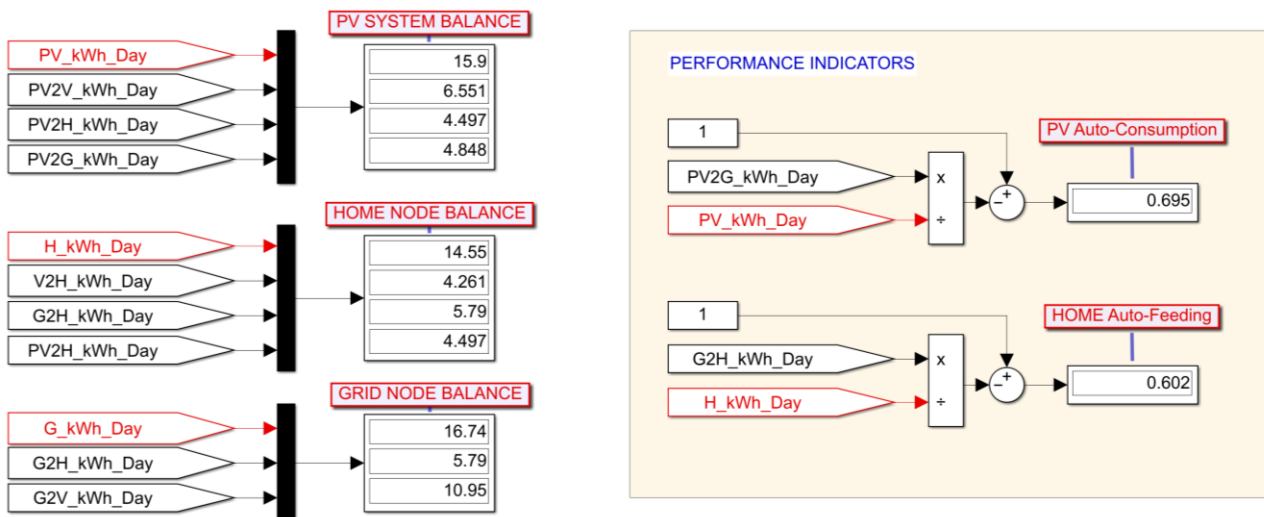 PV SYSTEM BALANCE
PV_kWh_Day
PV2V_kWh_Day
PV2H_kWh_Day
PV2G_kWh_Day
15.9
6.551
4.497
4.848
HOME NODE BALANCE
H_kWh_Day
V2H_kWh_Day
G2H_kWh_Day
PV2H_kWh_Day
14.55
4.261
5.79
4.497
GRID NODE BALANCE
G_kWh_Day
G2H_kWh_Day
G2V_kWh_Day
16.74
5.79
10.95
PERFORMANCE INDICATORS
1
PV2G_kWh_Day
PV_kWh_Day
x
÷
− +
PV Auto-Consumption
0.695
1
G2H_kWh_Day
H_kWh_Day
x
÷
− +
HOME Auto-Feeding
0.602